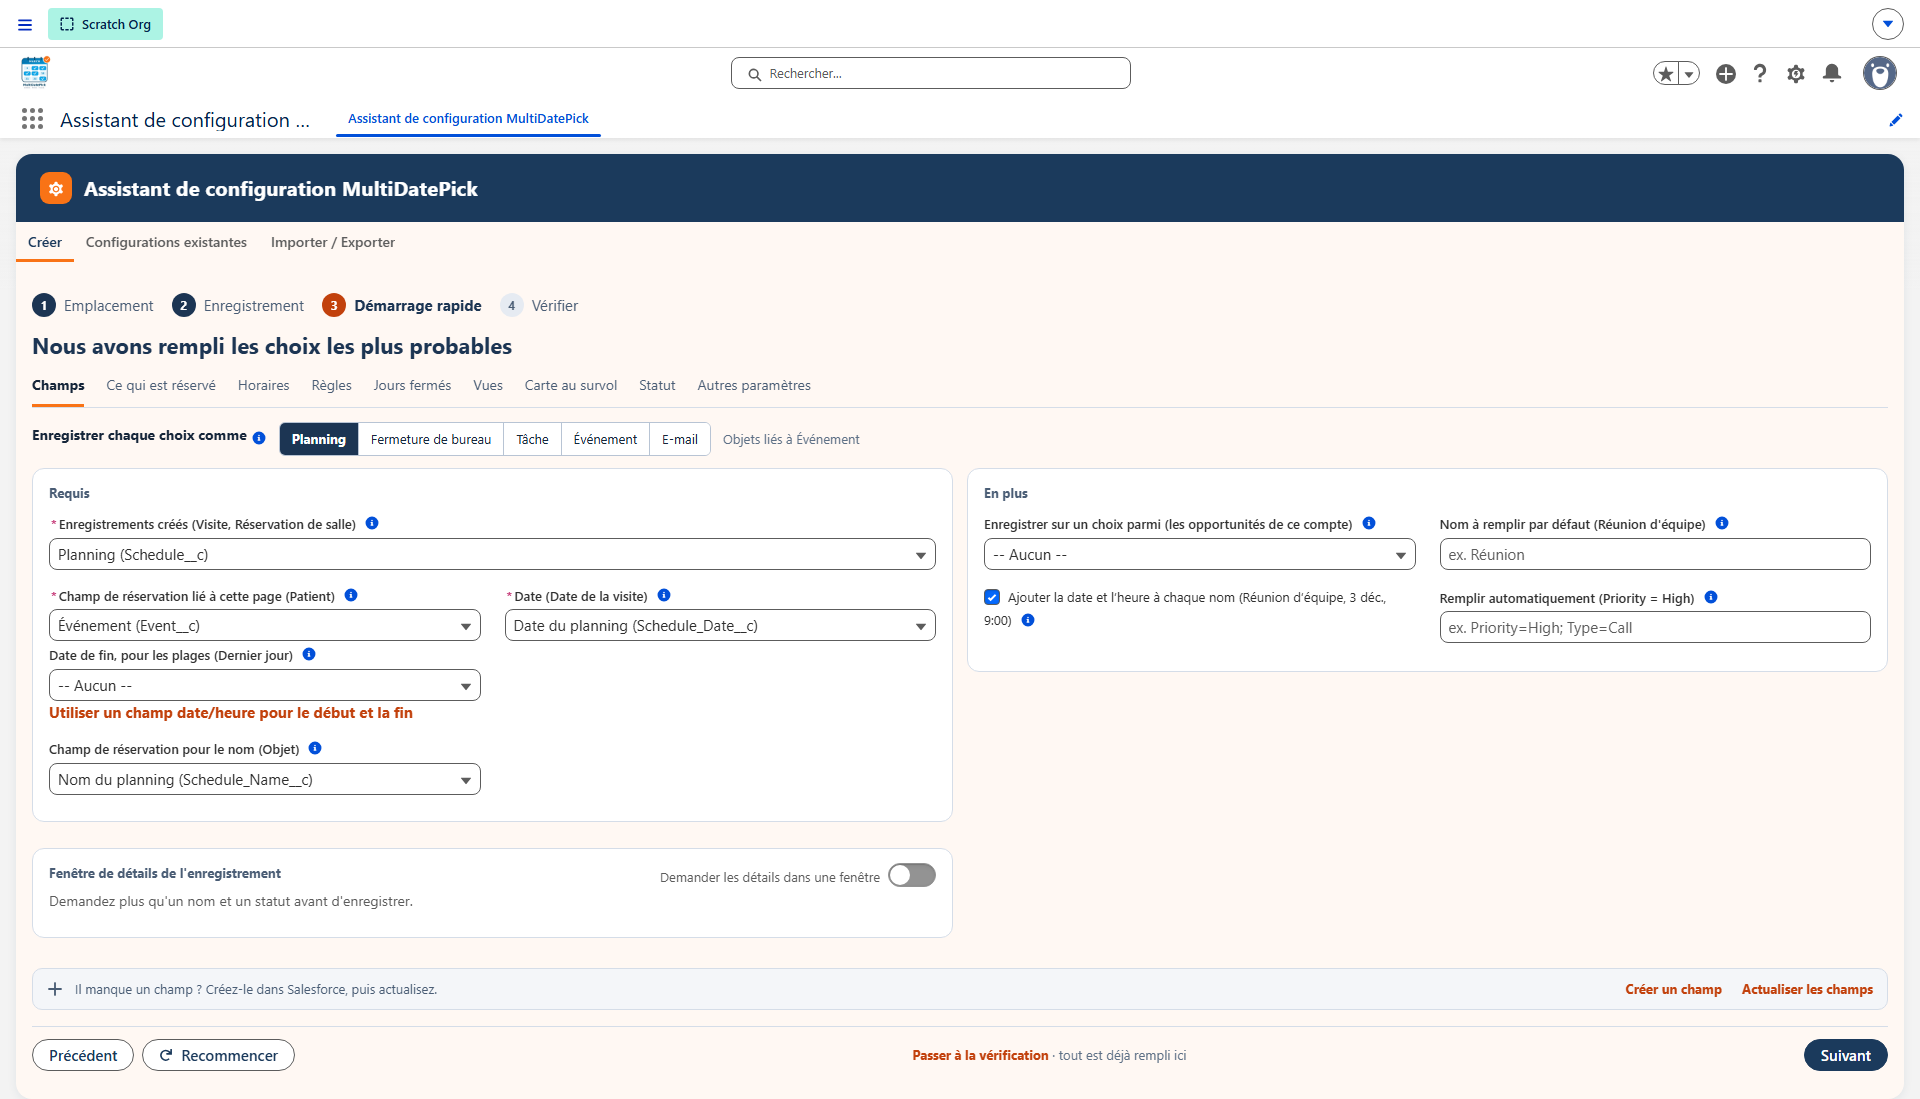 Scratch Org
Rechercher...
Assistant de configuration ...
Assistant de configuration MultiDatePick
Assistant de configuration MultiDatePick
Créer
Configurations existantes
Importer / Exporter
1 Emplacement
2 Enregistrement
3 Démarrage rapide
4 Vérifier
Nous avons rempli les choix les plus probables
Champs
Ce qui est réservé
Horaires
Règles
Jours fermés
Vues
Carte au survol
Statut
Autres paramètres
Enregistrer chaque choix comme
Planning
Fermeture de bureau
Tâche
Événement
E-mail
Objets liés à Événement
Requis
* Enregistrements créés (Visite, Réservation de salle)
Planning (Schedule__c)
* Champ de réservation lié à cette page (Patient)
Événement (Event__c)
* Date (Date de la visite)
Date du planning (Schedule_Date__c)
Date de fin, pour les plages (Dernier jour)
-- Aucun --
Utiliser un champ date/heure pour le début et la fin
Champ de réservation pour le nom (Objet)
Nom du planning (Schedule_Name__c)
En plus
Enregistrer sur un choix parmi (les opportunités de ce compte)
-- Aucun --
Nom à remplir par défaut (Réunion d'équipe)
ex. Réunion
Ajouter la date et l'heure à chaque nom (Réunion d'équipe, 3 déc.,
9:00)
Remplir automatiquement (Priority = High)
ex. Priority=High; Type=Call
Fenêtre de détails de l'enregistrement
Demander les détails dans une fenêtre
Demandez plus qu'un nom et un statut avant d'enregistrer.
Il manque un champ ? Créez-le dans Salesforce, puis actualisez.
Créer un champ
Actualiser les champs
Précédent
Recommencer
Passer à la vérification · tout est déjà rempli ici
Suivant